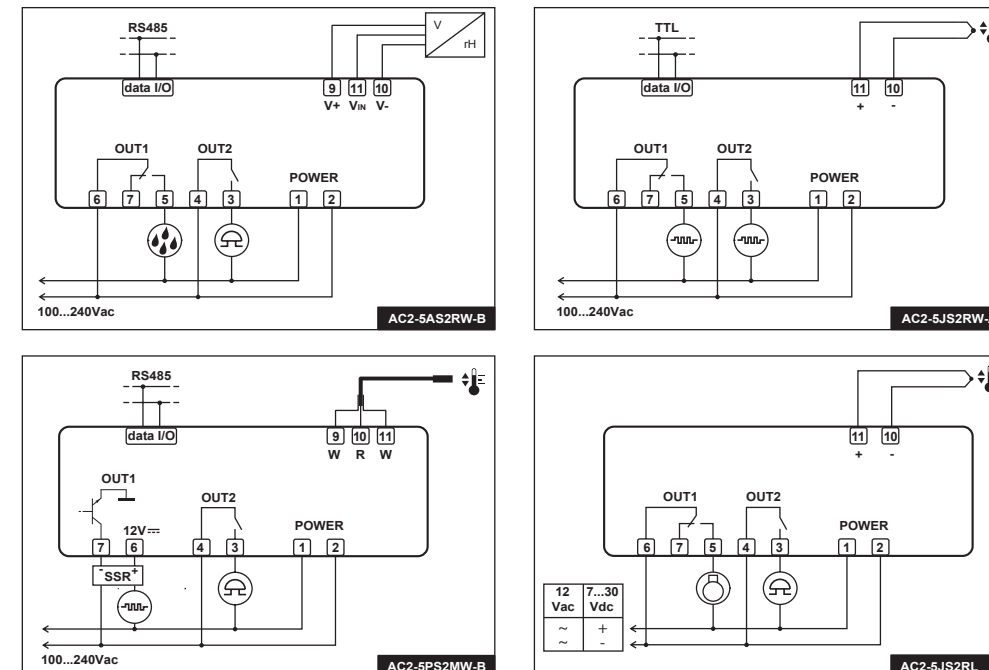 RS485
V
rH
data I/O
9 11 10
V+ VIN V-
OUT1 OUT2
POWER
6 7 5 4 3 1 2
100...240Vac
AC2-5AS2RW-B
TTL
data I/O
11 10
+ -
OUT1 OUT2
POWER
6 7 5 4 3 1 2
100...240Vac
RS485
data I/O
9 10 11
W R W
OUT1
OUT2
12V
POWER
7 6 4 3 1 2
- SSR +
100...240Vac
AC2-5PS2MW-B
11 10
+ -
OUT1 OUT2
POWER
6 7 5 4 3 1 2
12 7...30
Vac Vdc
~ +
~ -
AC2-5JS2RL